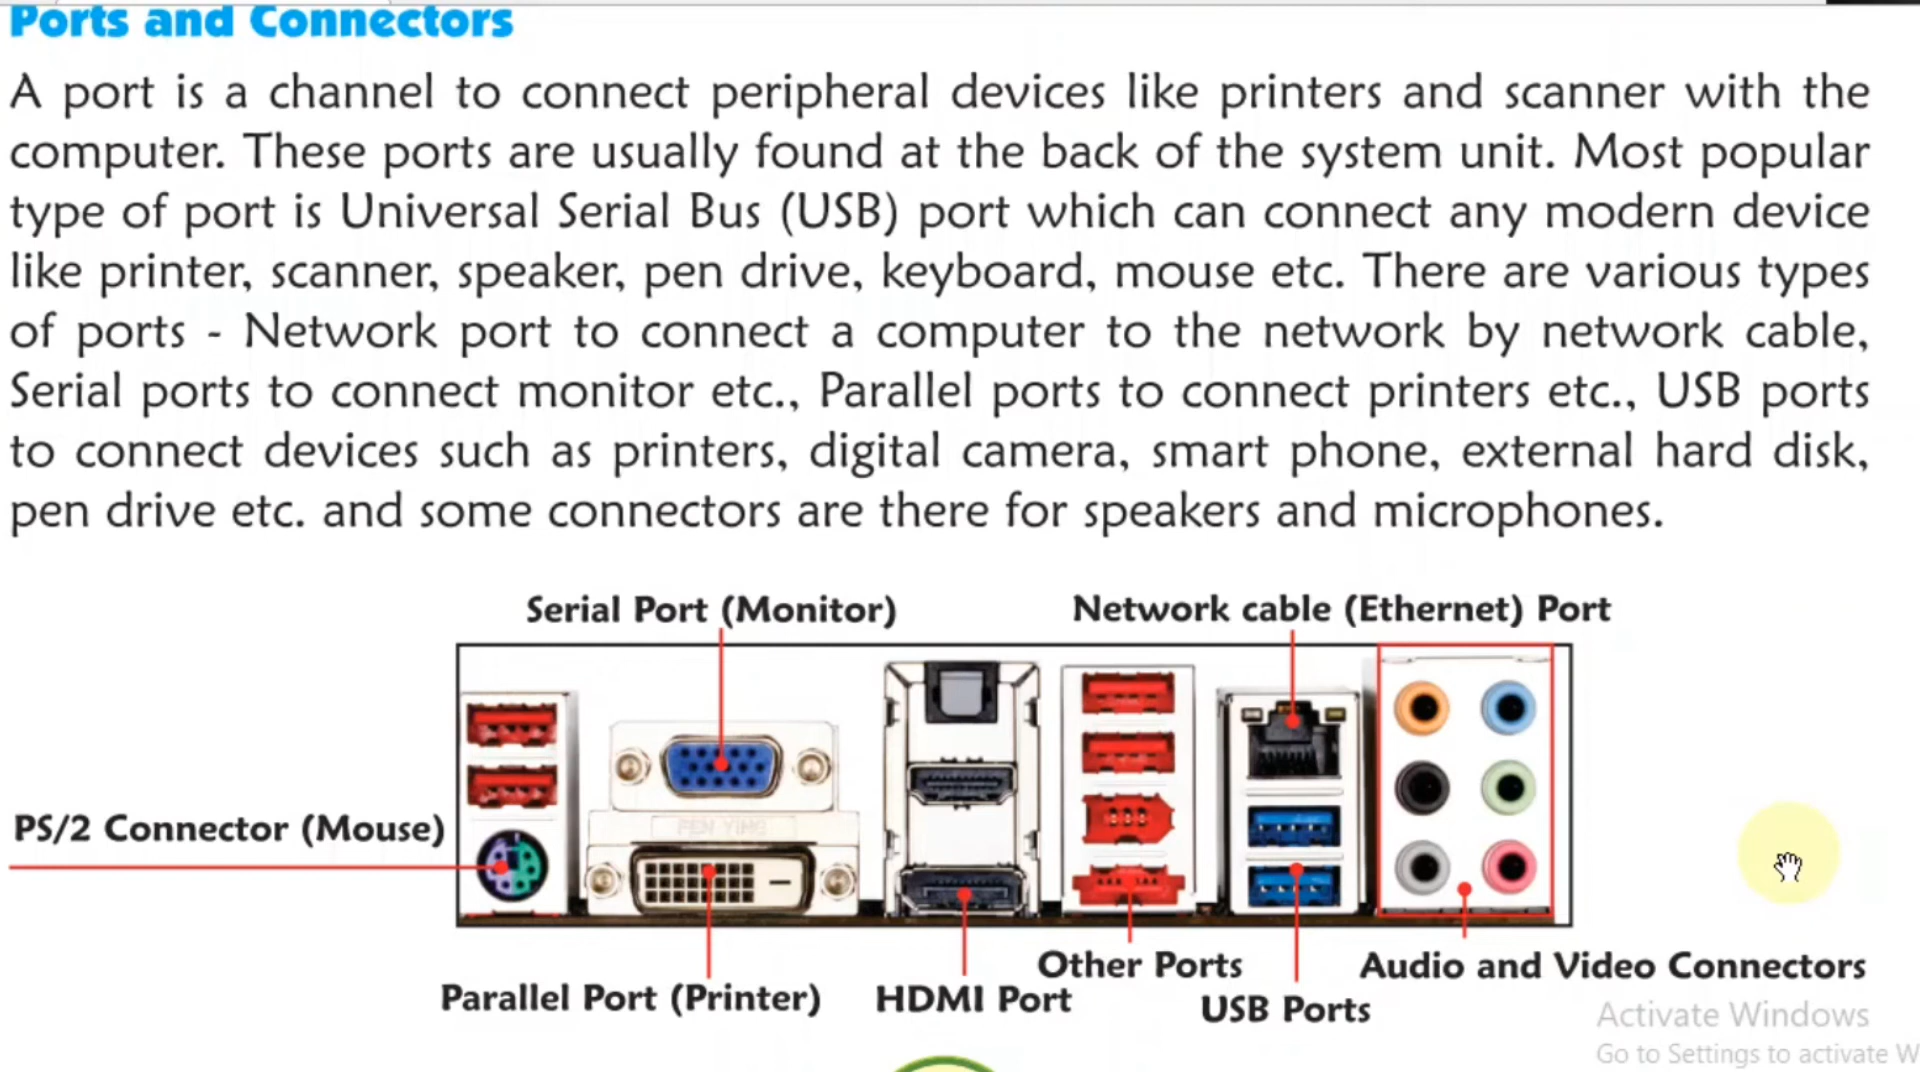 Ports and Connectors
A port is a channel to connect peripheral devices like printers and scanner with the
computer. These ports are usually found at the back of the system unit. Most popular
type of port is Universal Serial Bus (USB) port which can connect any modern device
like printer, scanner, speaker, pen drive, keyboard, mouse etc. There are various types
of ports - Network port to connect a computer to the network by network cable,
Serial ports to connect monitor etc., Parallel ports to connect printers etc., USB ports
to connect devices such as printers, digital camera, smart phone, external hard disk,
pen drive etc. and some connectors are there for speakers and microphones.
Serial Port (Monitor)
Network cable (Ethernet) Port
PS/2 Connector (Mouse)
FEN YING
Other Ports
Audio and Video Connectors
Parallel Port (Printer)
HDMI Port
USB Ports
Activate Windows
Go to Settings to activate W